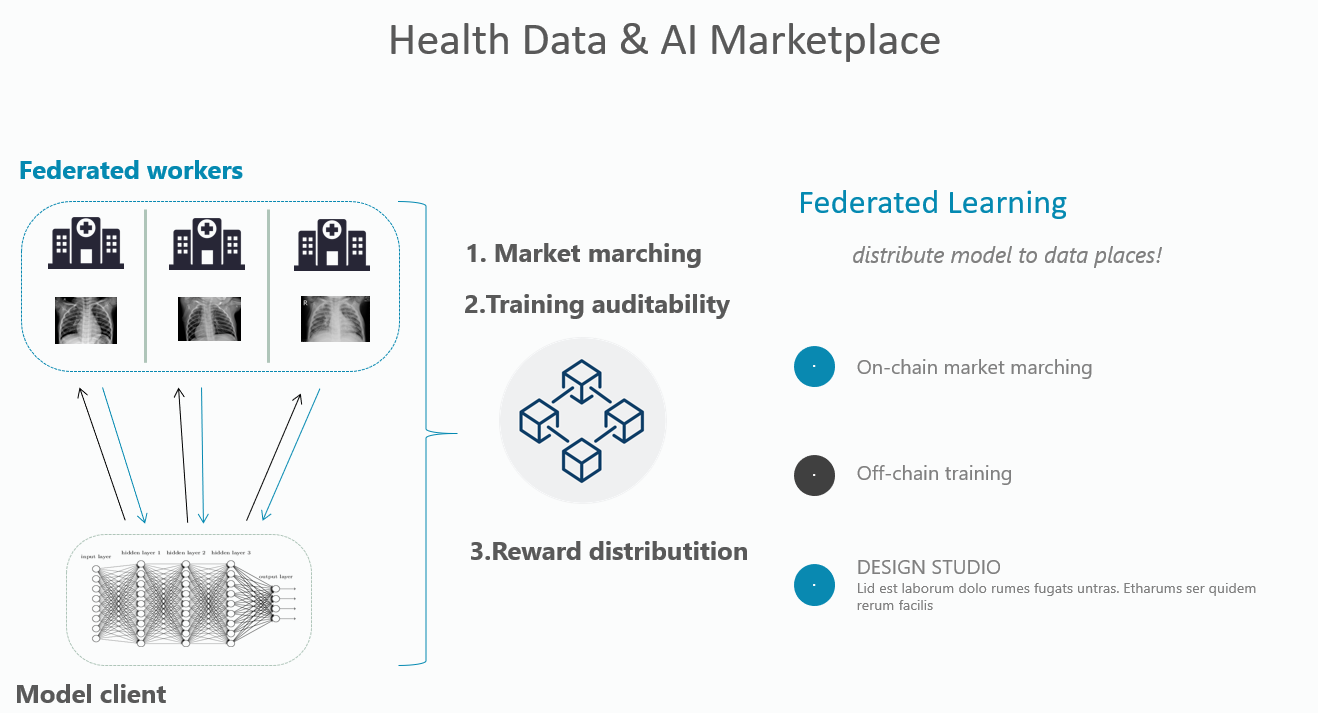 Health Data & AI Marketplace
Federated workers
R
input layer
hidden layer 1 hidden layer 2 hidden layer 3
output layer
Model client
1. Market marching
2.Training auditability
3.Reward distributition
Federated Learning
distribute model to data places!
On-chain market marching
Off-chain training
DESIGN STUDIO
Lid est laborum dolo rumes fugats untras. Etharums ser quidem
rerum facilis